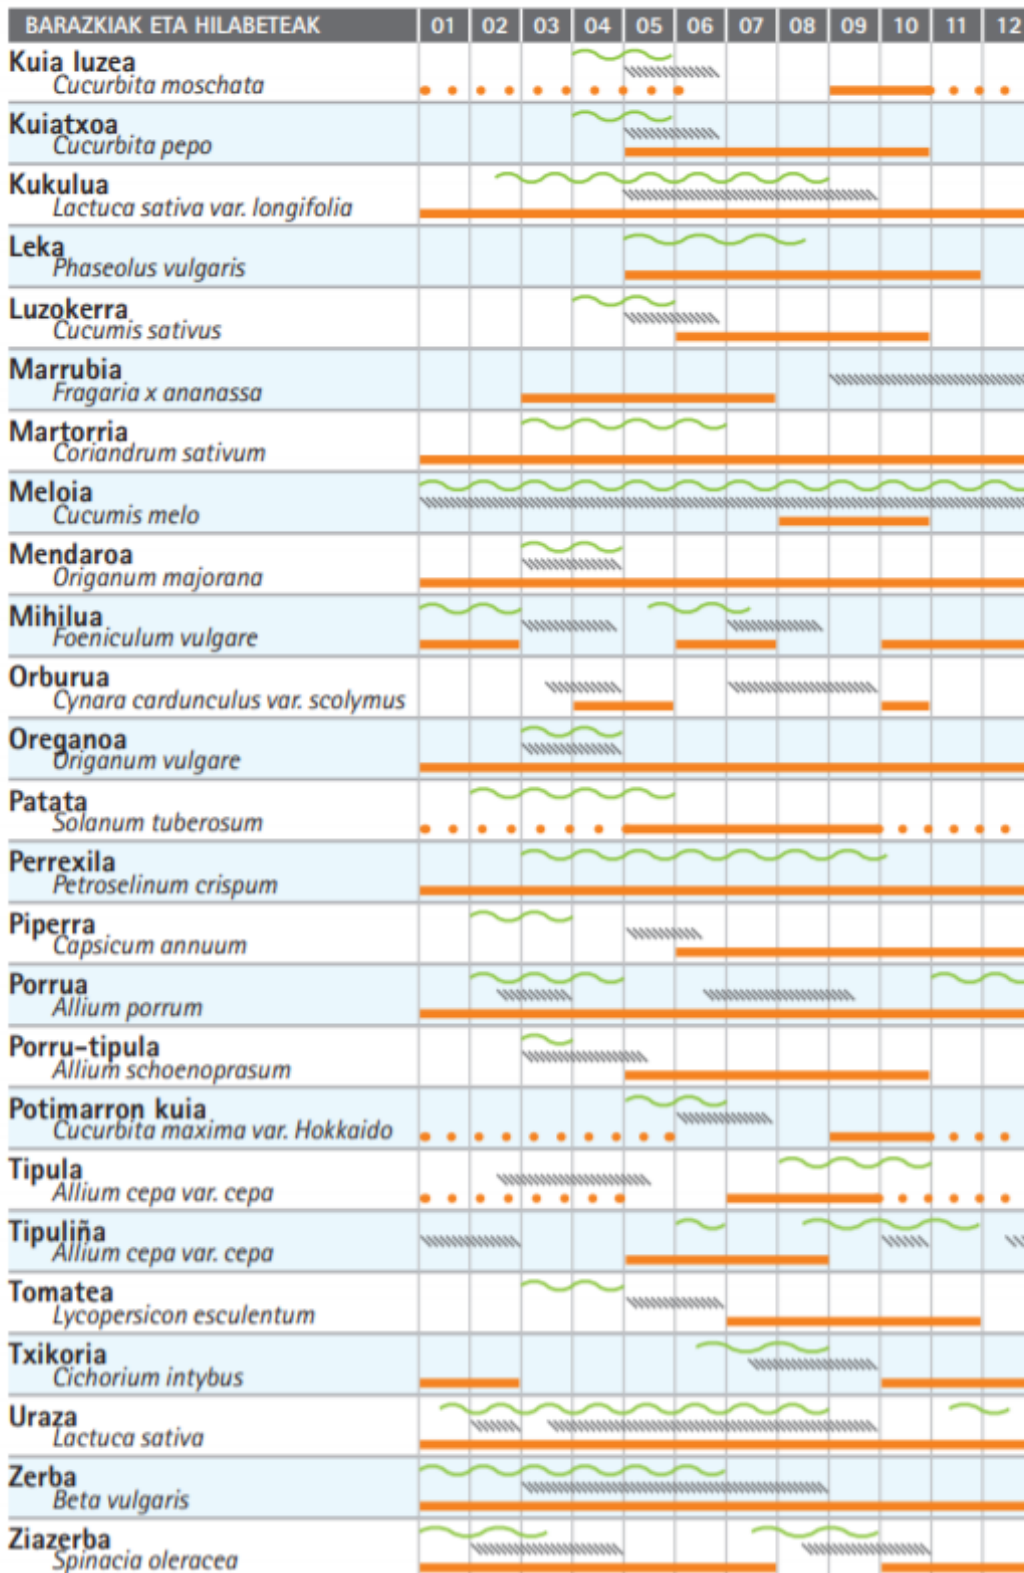 BARAZKIAK ETA HILABETEAK 01 02 03 04 05 06 07 08 09 10 11 12
Kuia luzea
Cucurbita moschata
Kuiatxoa
Cucurbita pepo
Kukulua
Lactuca sativa var. longifolia
Leka
Phaseolus vulgaris
Luzokerra
Cucumis sativus
Marrubia
Fragaria x ananassa
Martorria
Coriandrum sativum
Meloia
Cucumis melo
Mendaroa
Origanum majorana
Mihilua
Foeniculum vulgare
Orburua
Cynara cardunculus var. scolymus
Oreganoa
Origanum vulgare
Patata
Solanum tuberosum
Perrexila
Petroselinum crispum
Piperra
Capsicum annuum
Porrua
Allium porrum
Porru-tipula
Allium schoenoprasum
Potimarron kuia
Cucurbita maxima var. Hokkaido
Tipula
Allium cepa var. cepa
Tipuliña
Allium cepa var. cepa
Tomatea
Lycopersicon esculentum
Txikoria
Cichorium intybus
Uraza
Lactuca sativa
Zerba
Beta vulgaris
Ziazerba
Spinacia oleracea